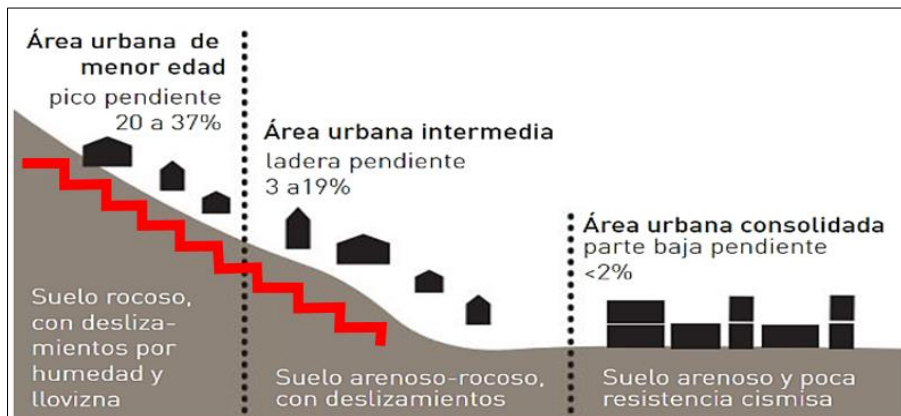 Área urbana de
menor edad
pico pendiente
20 a 37%
Área urbana intermedia
ladera pendiente
3 a19%
Área urbana consolidada
parte baja pendiente
<2%
Suelo rocoso,
con desliza-
mientos por
humedad y
llovizna
Suelo arenoso-rocoso,
con deslizamientos
Suelo arenoso y poca
resistencia cismisa